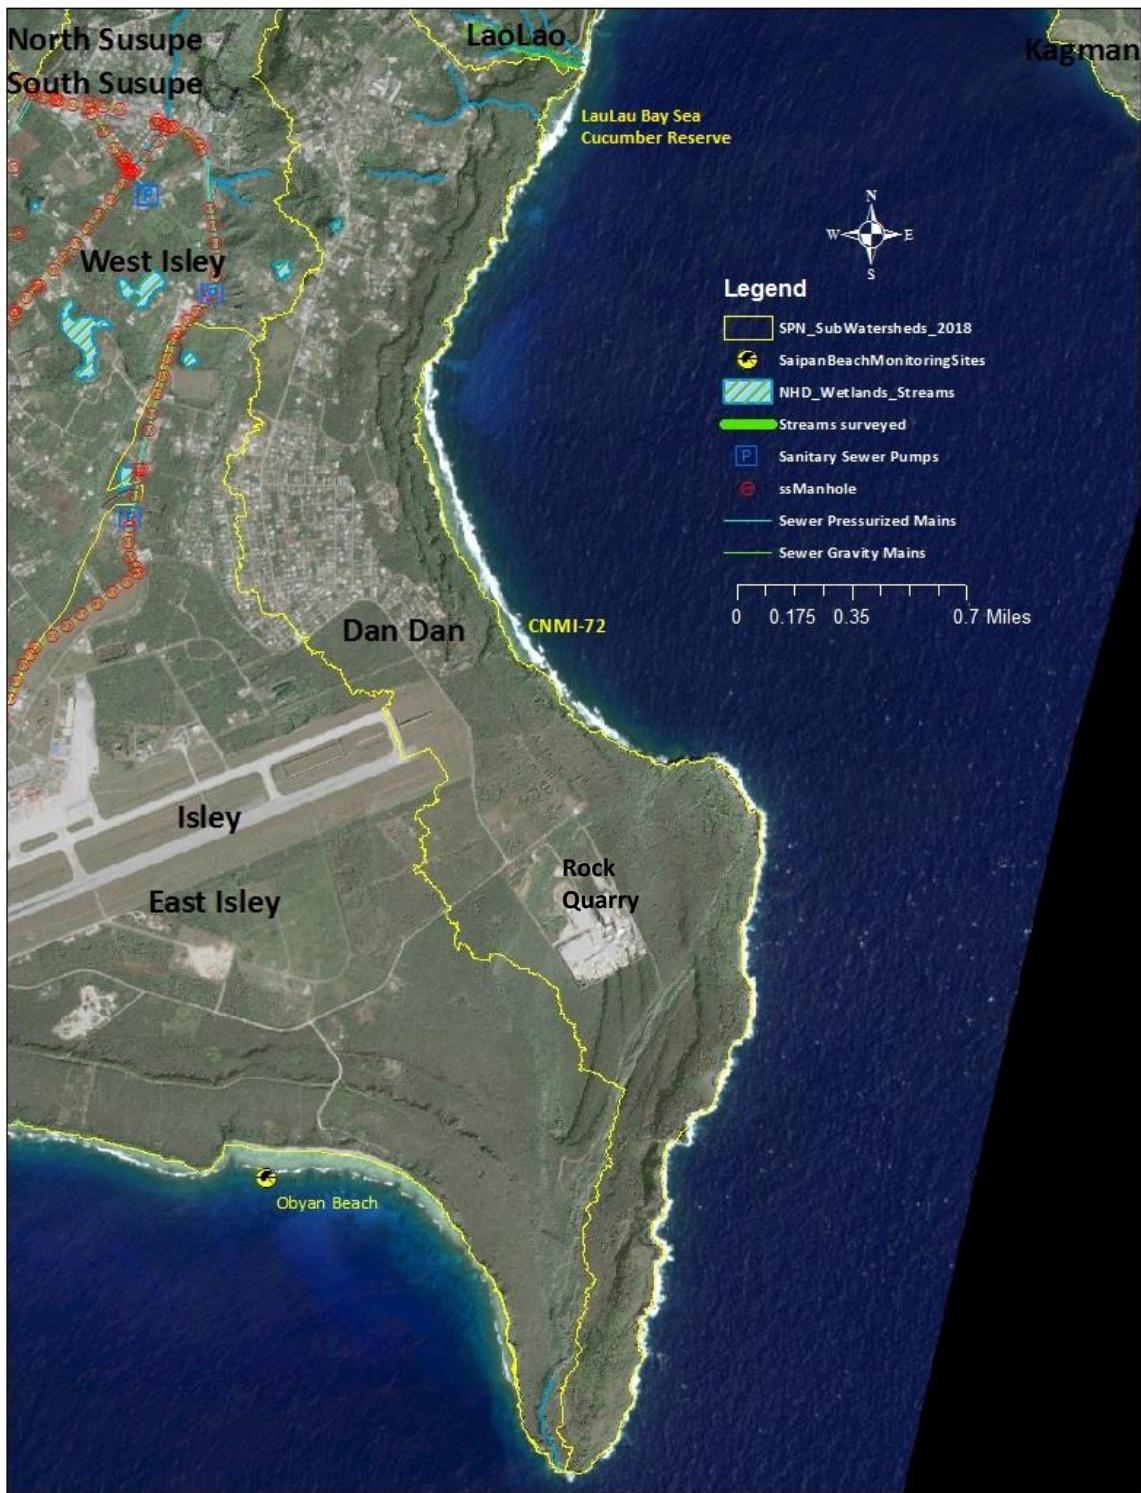 North Susupe
South Susupe
LaoLao
Kagman
LauLau Bay Sea
Cucumber Reserve
N
W E
S
West Isley
Legend
SPN_SubWatersheds_2018
SaipanBeachMonitoringSites
NHD_Wetlands_Streams
Streams surveyed
P Sanitary Sewer Pumps
ssManhole
Sewer Pressurized Mains
Sewer Gravity Mains
0 0.175 0.35 0.7 Miles
CNMI-72
Dan Dan
Isley
Rock
Quarry
East Isley
Obyan Beach